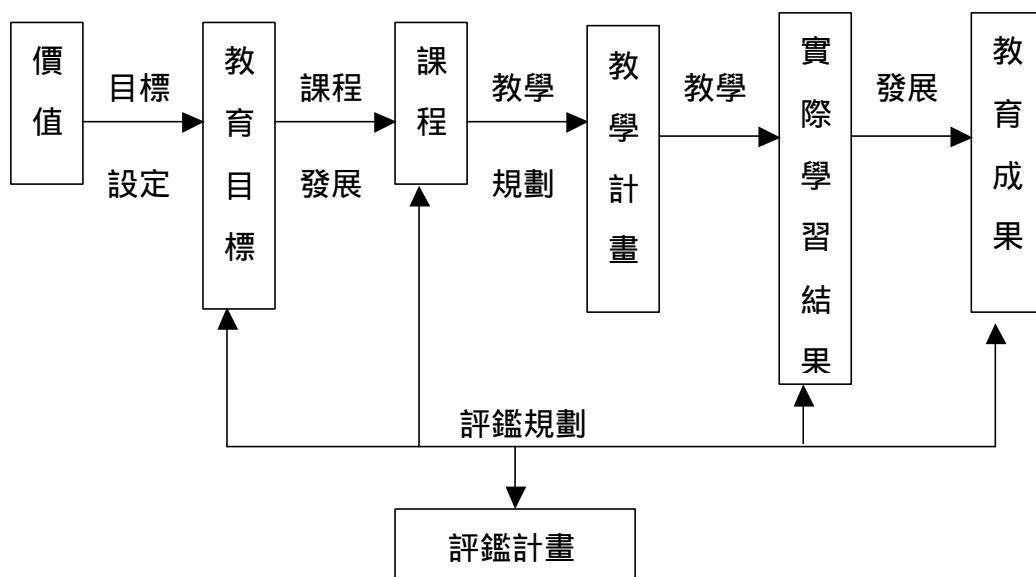 價值
目標
設定
教育目標
課程
發展
課程
教學
規劃
教學計畫
教學
實際學習結果
發展
教育成果
評鑑規劃
評鑑計畫